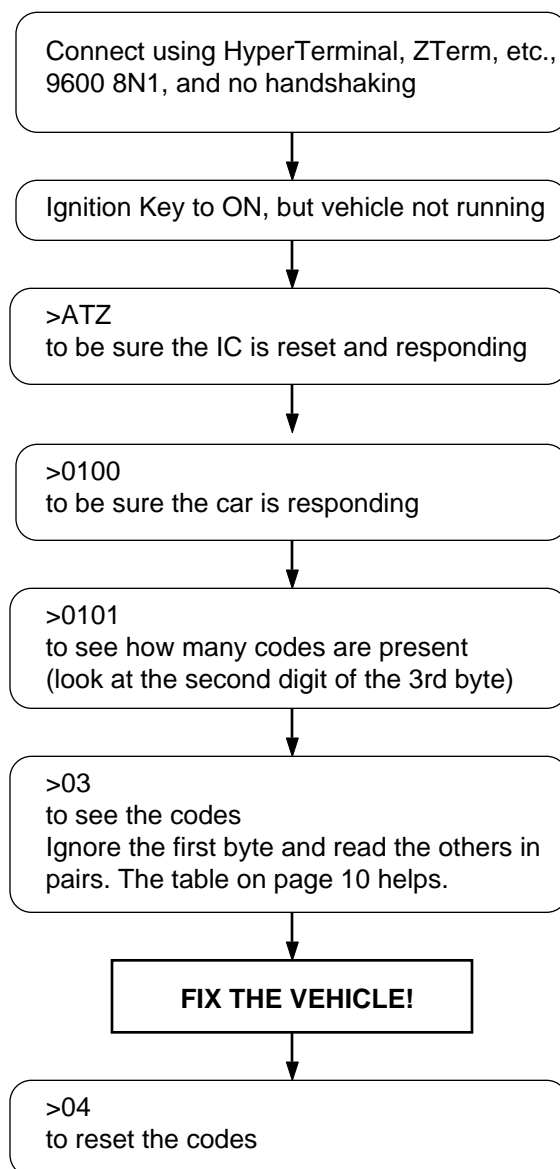 Connect using HyperTerminal, ZTerm, etc.,
9600 8N1, and no handshaking
Ignition Key to ON, but vehicle not running
>ATZ
to be sure the IC is reset and responding
>0100
to be sure the car is responding
>0101
to see how many codes are present
(look at the second digit of the 3rd byte)
>03
to see the codes
Ignore the first byte and read the others in
pairs. The table on page 10 helps.
FIX THE VEHICLE!
>04
to reset the codes